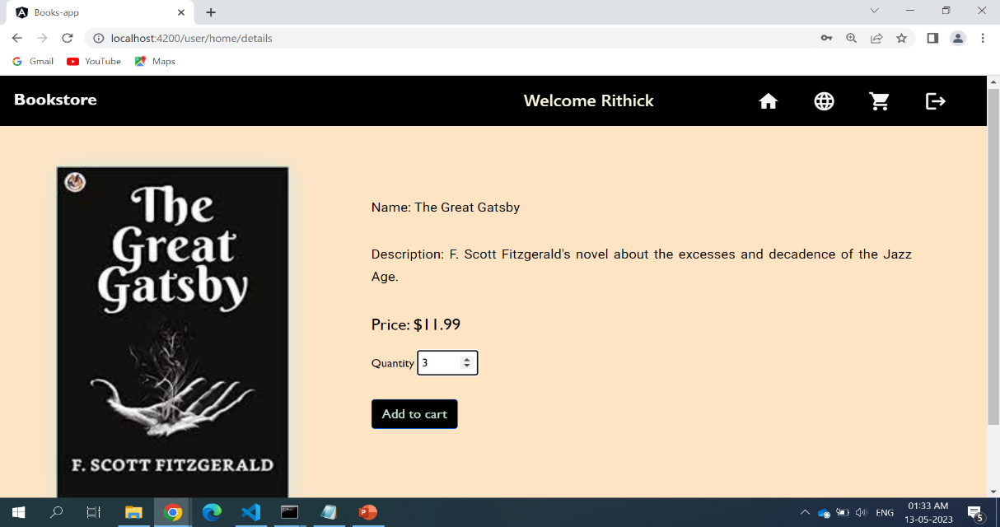 Books-app
localhost:4200/user/home/details
Gmail YouTube Maps
Bookstore Welcome Rithick
The
Great
Gatsby
F. SCOTT FITZGERALD
Name: The Great Gatsby
Description: F. Scott Fitzgerald's novel about the excesses and decadence of the Jazz
Age.
Price: $11.99
Quantity 3
Add to cart
ENG
01:33 AM
13-05-2023
5